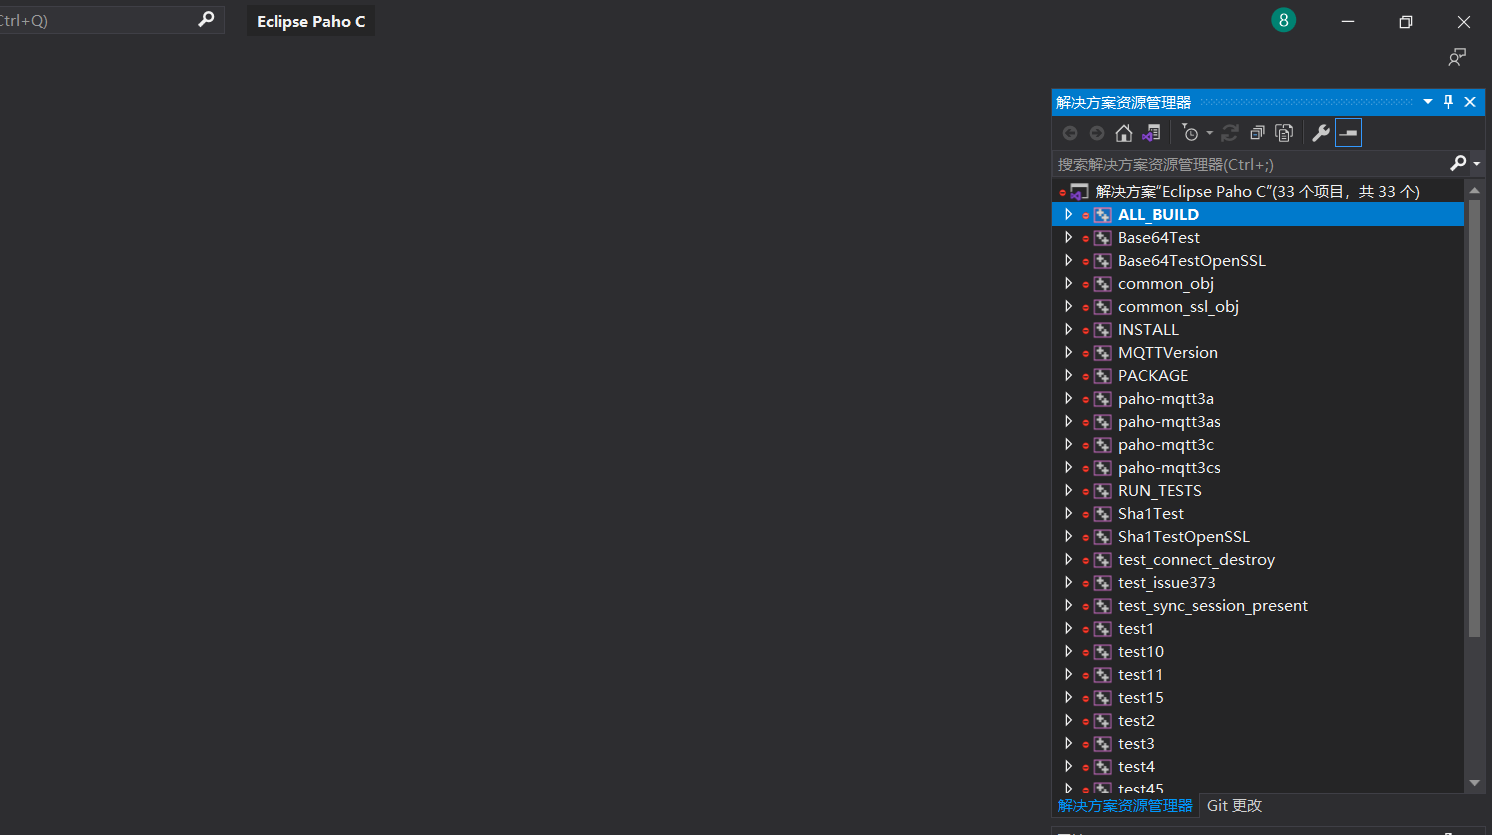 Ctrl+Q)
Eclipse Paho C
8
解决方案资源管理器
搜索解决方案资源管理器(Ctrl+;)
解决方案"Eclipse Paho C"(33 个项目，共 33 个)
ALL_BUILD
Base64Test
Base64TestOpenSSL
common_obj
common_ssl_obj
INSTALL
MQTTVersion
PACKAGE
paho-mqtt3a
paho-mqtt3as
paho-mqtt3c
paho-mqtt3cs
RUN_TESTS
Sha1Test
Sha1TestOpenSSL
test_connect_destroy
test_issue373
test_sync_session_present
test1
test10
test11
test15
test2
test3
test4
test45
解决方案资源管理器 Git 更改